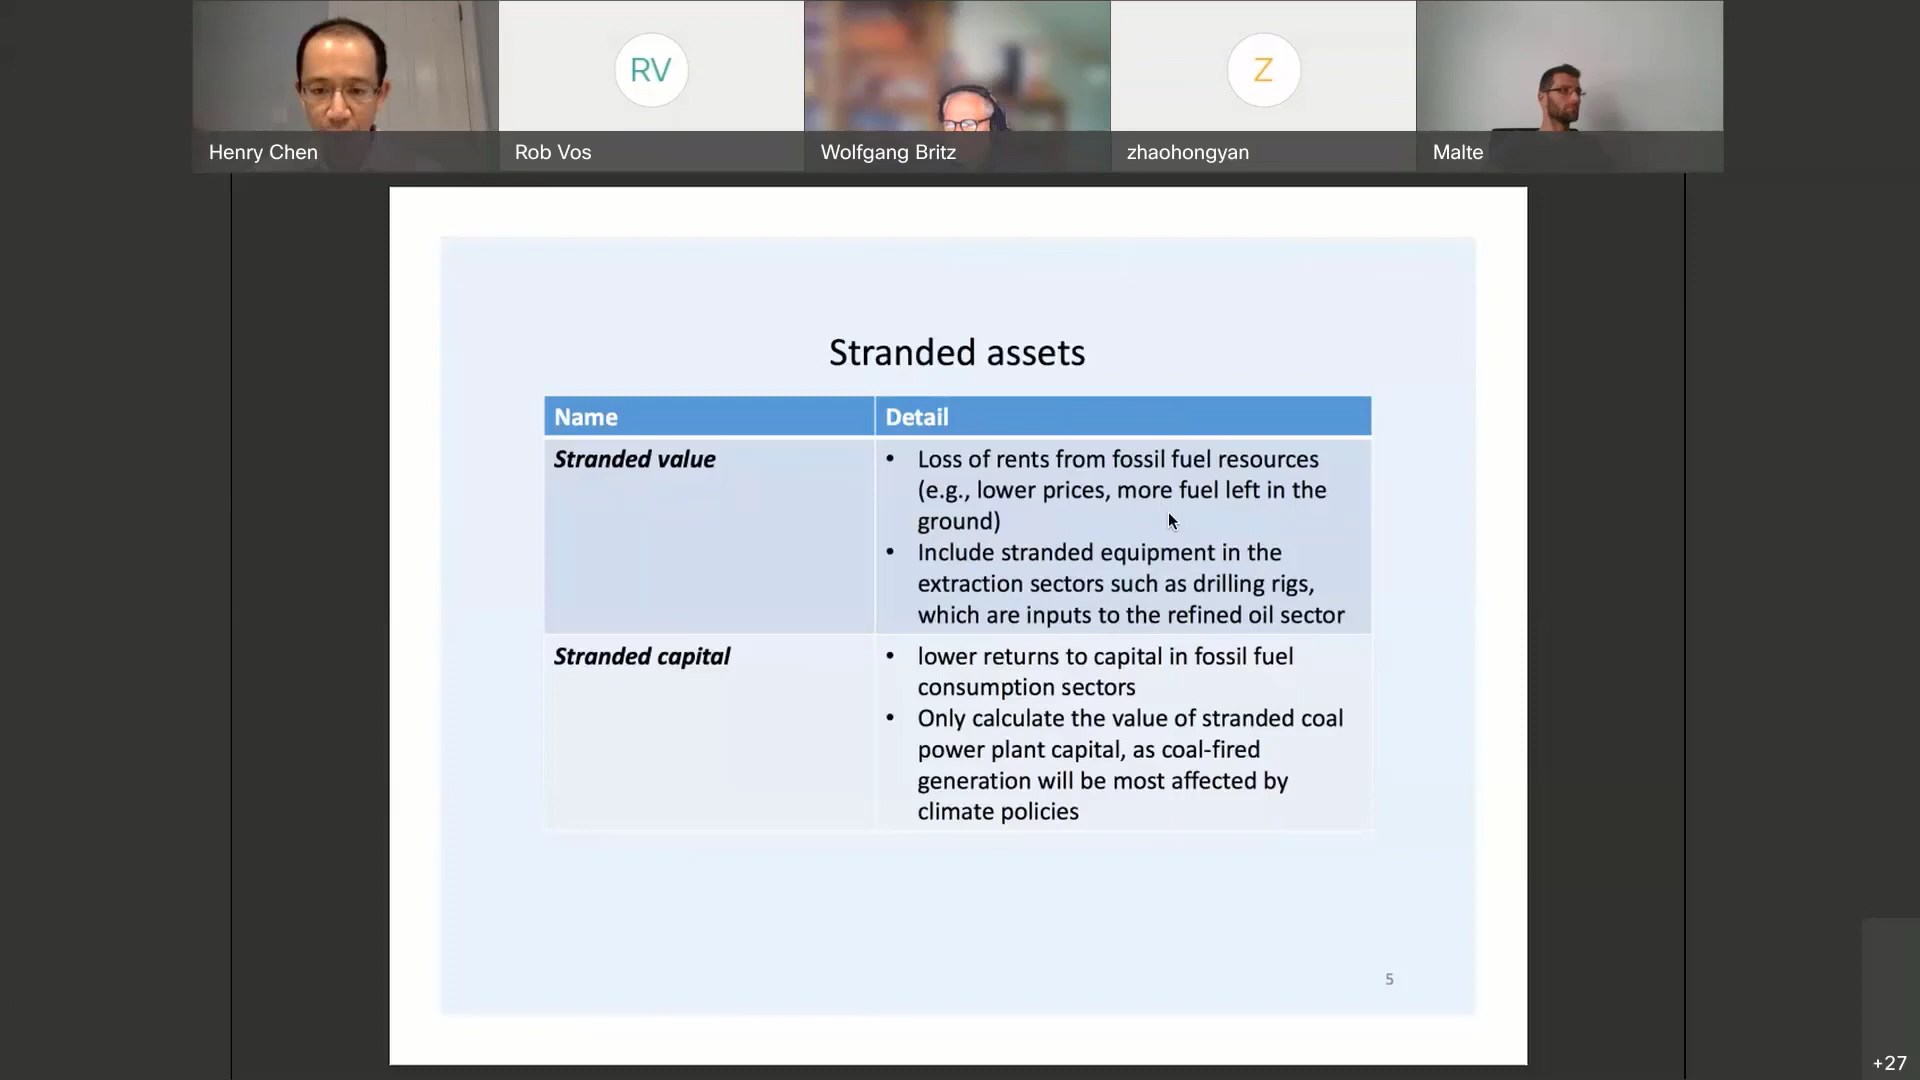 RV
Z
Henry Chen
Rob Vos
Wolfgang Britz
zhaohongyan
Malte
Stranded assets
Name
Detail
Stranded value
• Loss of rents from fossil fuel resources
(e.g., lower prices, more fuel left in the
ground)
• Include stranded equipment in the
extraction sectors such as drilling rigs,
which are inputs to the refined oil sector
Stranded capital
• lower returns to capital in fossil fuel
consumption sectors
• Only calculate the value of stranded coal
power plant capital, as coal-fired
generation will be most affected by
climate policies
5
+27